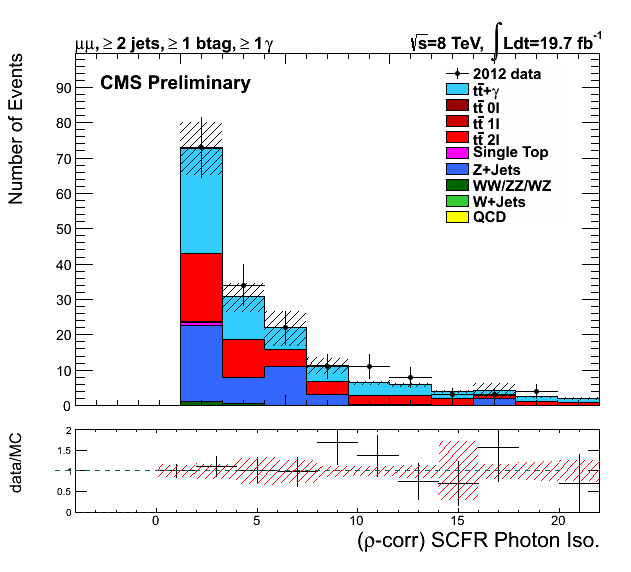 μμ, ≥ 2 jets, ≥ 1 btag, ≥ 1 γ
√s=8 TeV, ∫Ldt=19.7 fb⁻¹
CMS Preliminary
Number of Events
90
80
70
60
50
40
30
20
10
0
2012 data
tt̄+γ
tt̄ 0l
tt̄ 1l
tt̄ 2l
Single Top
Z+Jets
WW/ZZ/WZ
W+Jets
QCD
data/MC
2
1.5
1
0.5
0
0 5 10 15 20
(ρ-corr) SCFR Photon Iso.